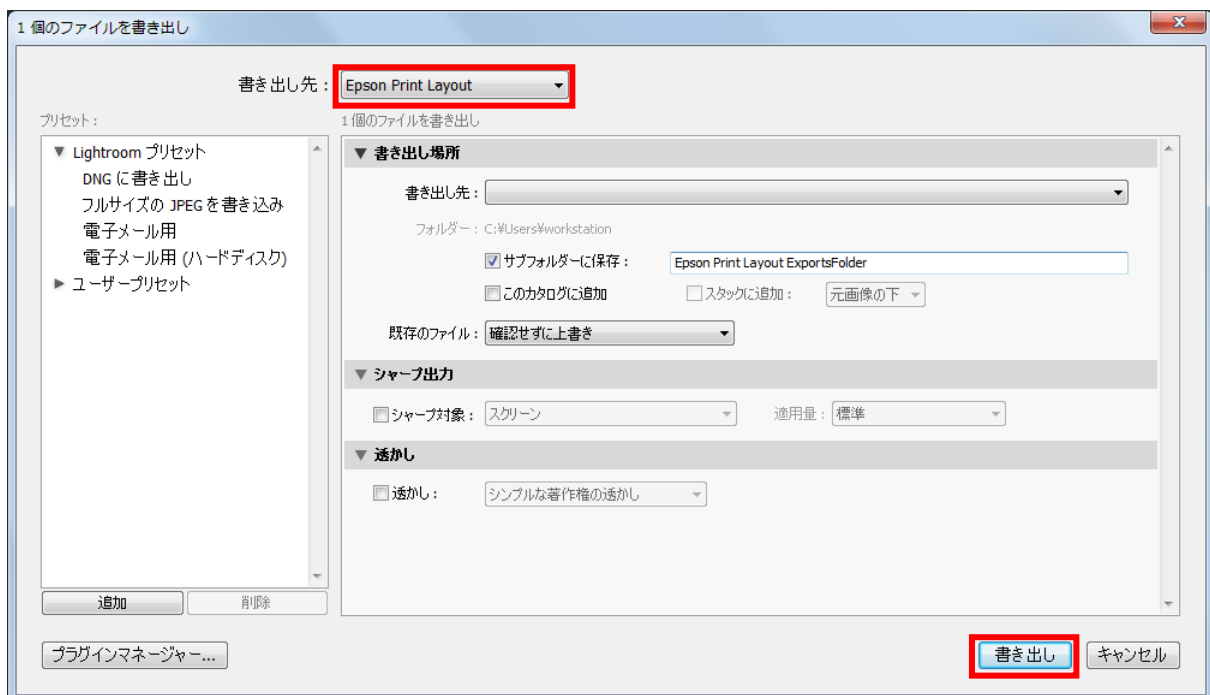 1 個のファイルを書き出し
書き出し先： Epson Print Layout
プリセット：
1 個のファイルを書き出し
▼ Lightroom プリセット
DNG に書き出し
フルサイズの JPEG を書き込み
電子メール用
電子メール用 (ハードディスク)
▶ ユーザープリセット
追加 削除
▼ 書き出し場所
書き出し先：
フォルダー： C:¥Users¥workstation
サブフォルダーに保存： Epson Print Layout ExportsFolder
このカタログに追加 スタックに追加： 元画像の下
既存のファイル： 確認せずに上書き
▼ シャープ出力
シャープ対象： スクリーン 適用量： 標準
▼ 透かし
透かし： シンプルな著作権の透かし
プラグインマネージャー... 書き出し キャンセル